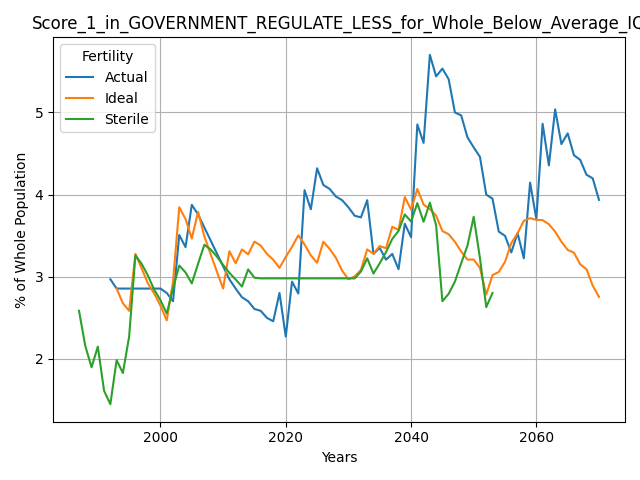 Score_1_in_GOVERNMENT_REGULATE_LESS_for_Whole_Below_Average_IQ
Fertility
Actual
Ideal
Sterile
% of Whole Population
5
4
3
2
2000 2020 2040 2060
Years